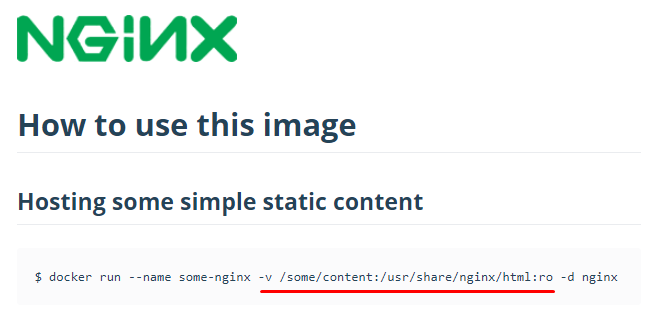 NGINX
How to use this image
Hosting some simple static content
$ docker run --name some-nginx -v /some/content:/usr/share/nginx/html:ro -d nginx